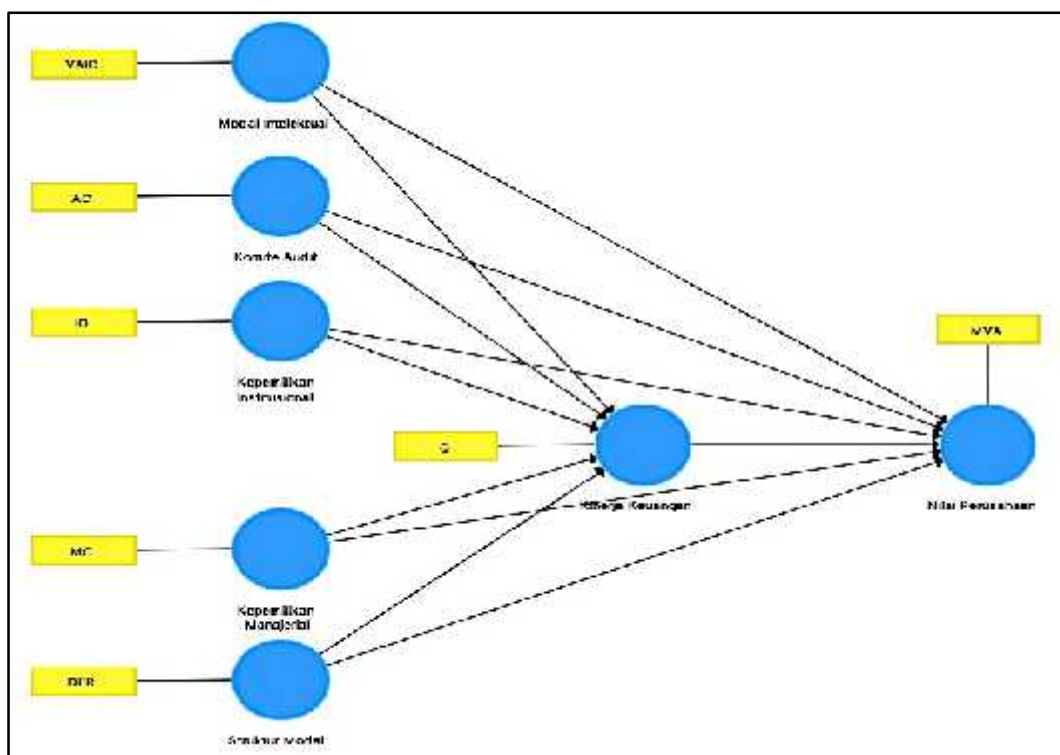 VAIC
Modal Intelektual
AC
Komite Audit
IO
Kepemilikan
Institusional
MVA
Q
Kinerja Keuangan
Nilai Perusahaan
MO
Kepemilikan
Manajerial
DER
Struktur Modal